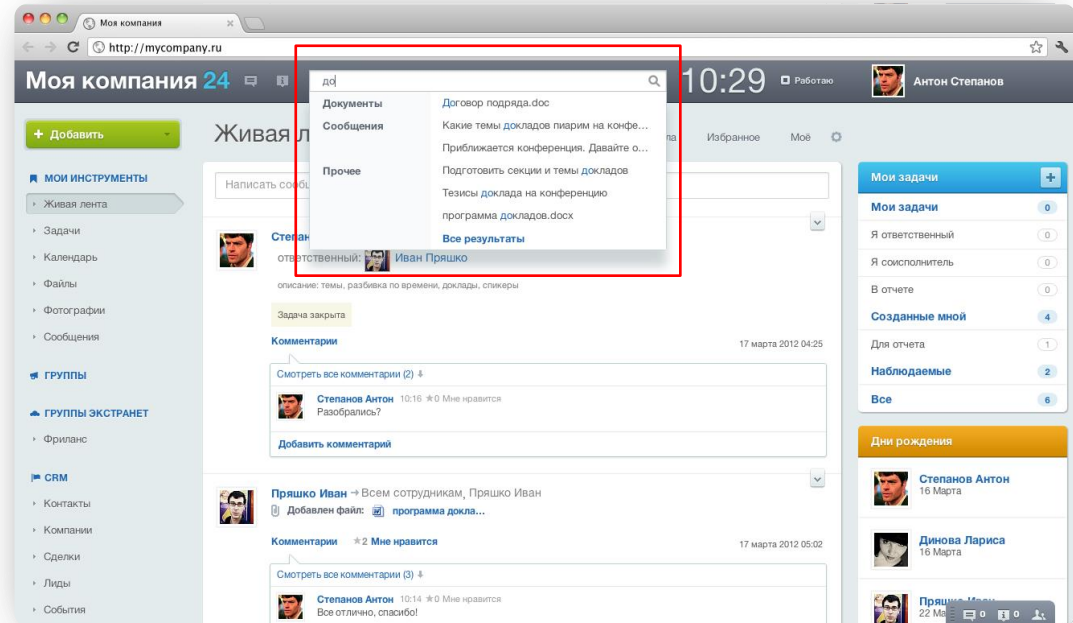 Моя компания
http://mycompany.ru
Моя компания 24
до
10:29
Работаю
Антон Степанов
Документы
Договор подряда.doc
Сообщения
Какие темы докладов пиарим на конфе...
Приближается конференция. Давайте о...
Прочее
Подготовить секции и темы докладов
Тезисы доклада на конференцию
программа докладов.docx
Все результаты
+ Добавить
Живая
Избранное
Моё
МОИ ИНСТРУМЕНТЫ
Живая лента
Задачи
Календарь
Файлы
Фотографии
Сообщения
ГРУППЫ
ГРУППЫ ЭКСТРАНЕТ
Фриланс
CRM
Контакты
Компании
Сделки
Лиды
События
Написать
ответственный: Иван Пряшко
описание: темы, разбивка по времени, доклады, спикеры
Задача закрыта
Комментарии
17 марта 2012 04:25
Смотреть все комментарии (2)
Степанов Антон 10:16 ★0 Мне нравится
Разобрались?
Добавить комментарий
Пряшко Иван → Всем сотрудникам, Пряшко Иван
Добавлен файл: программа докла...
Комментарии ★2 Мне нравится
17 марта 2012 05:02
Смотреть все комментарии (3)
Степанов Антон 10:14 ★0 Мне нравится
Все отлично, спасибо!
Мои задачи +
Мои задачи 0
Я ответственный 0
Я соисполнитель 0
В отчете 0
Созданные мной 4
Для отчета 1
Наблюдаемые 2
Все 6
Дни рождения
Степанов Антон
16 Марта
Динова Лариса
16 Марта
22
0 0